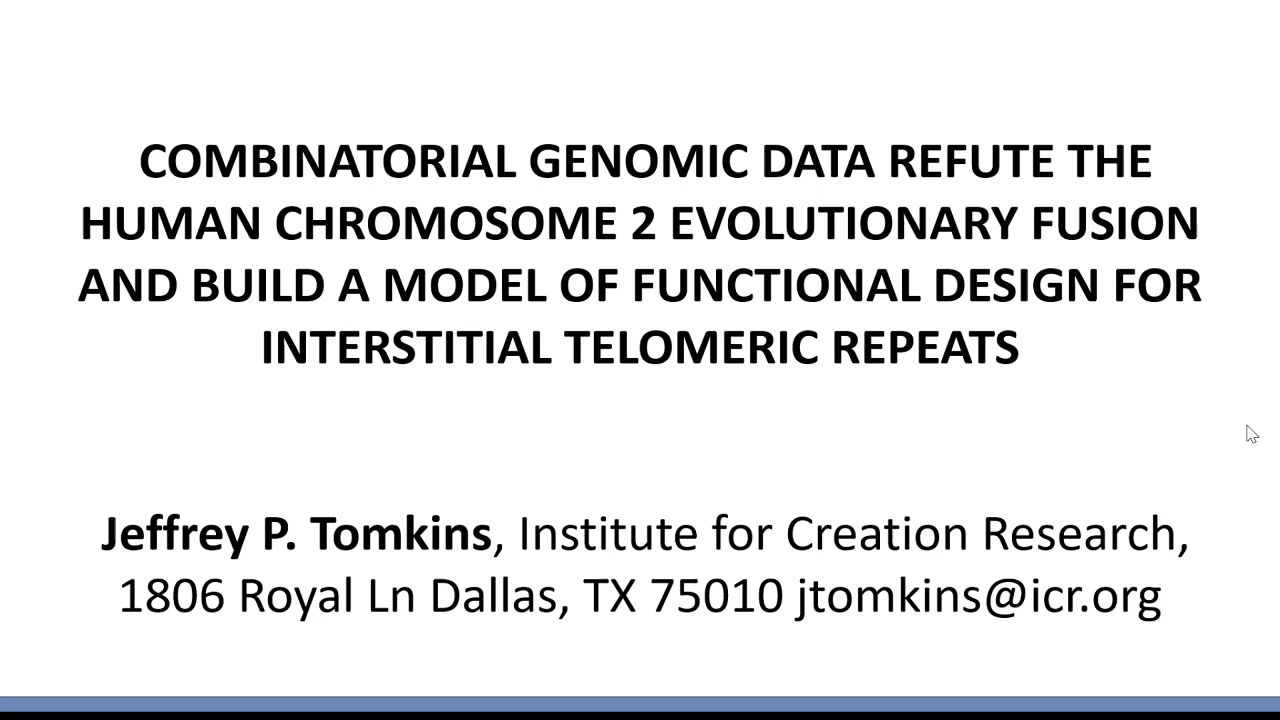 COMBINATORIAL GENOMIC DATA REFUTE THE
HUMAN CHROMOSOME 2 EVOLUTIONARY FUSION
AND BUILD A MODEL OF FUNCTIONAL DESIGN FOR
INTERSTITIAL TELOMERIC REPEATS
Jeffrey P. Tomkins, Institute for Creation Research,
1806 Royal Ln Dallas, TX 75010 jtomkins@icr.org